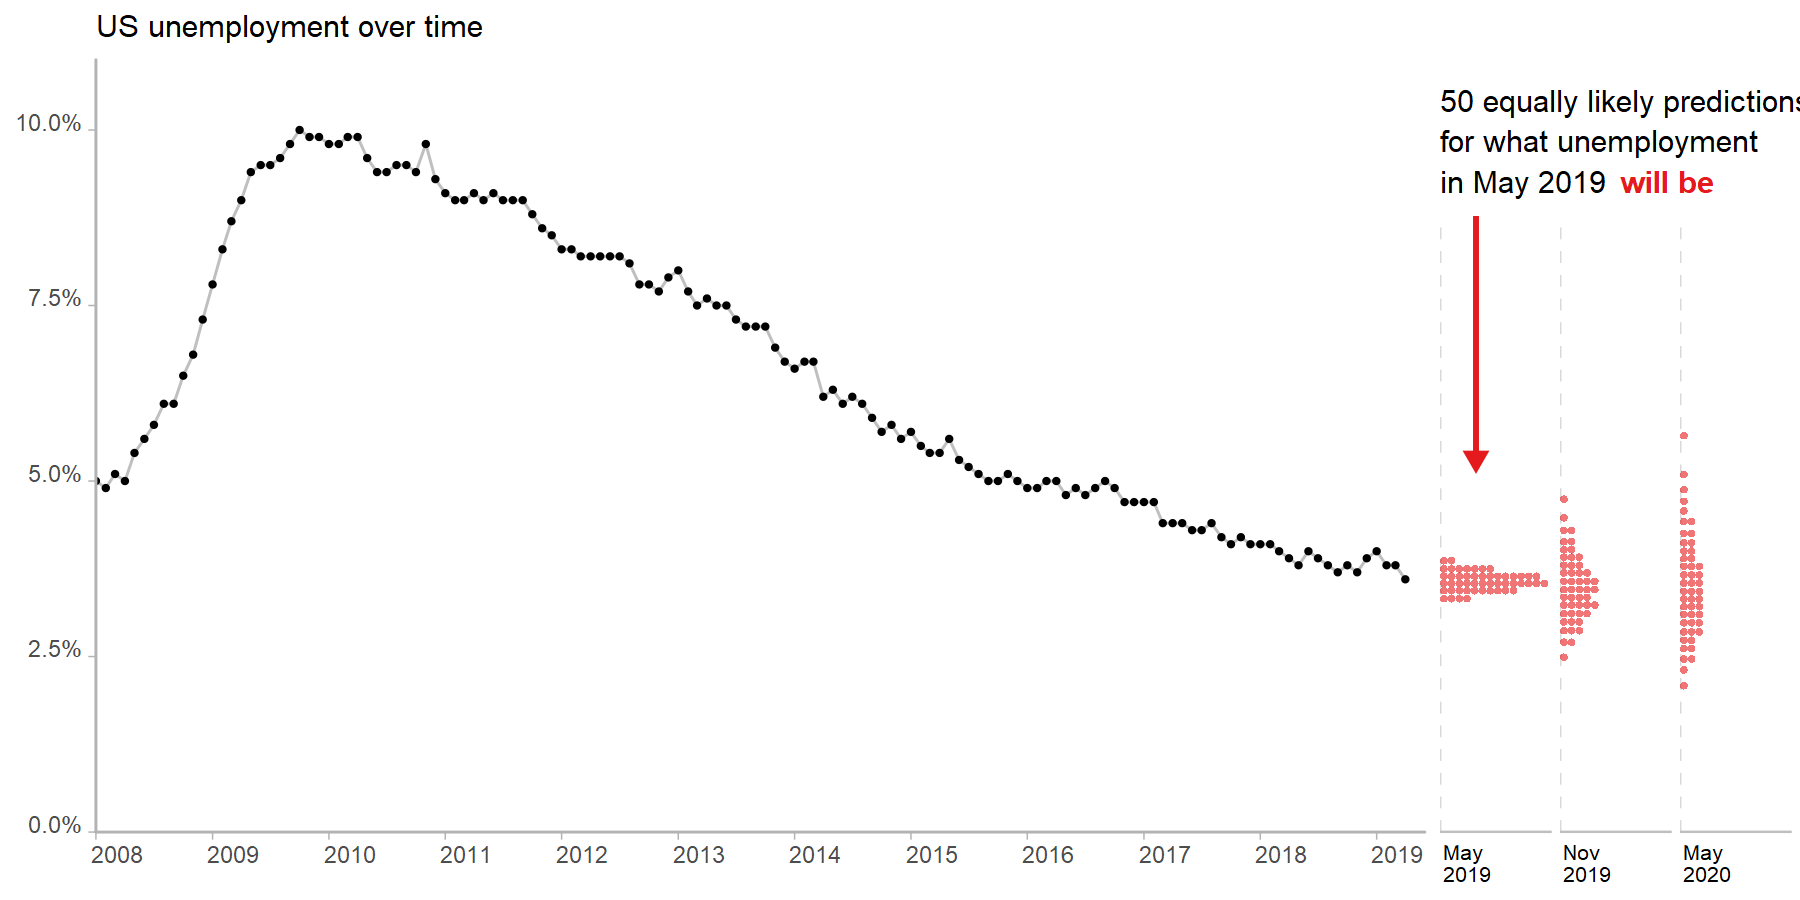 US unemployment over time
50 equally likely predictions
for what unemployment
in May 2019 will be
10.0%
7.5%
5.0%
2.5%
0.0%
2008 2009 2010 2011 2012 2013 2014 2015 2016 2017 2018 2019
May
2019
Nov
2019
May
2020